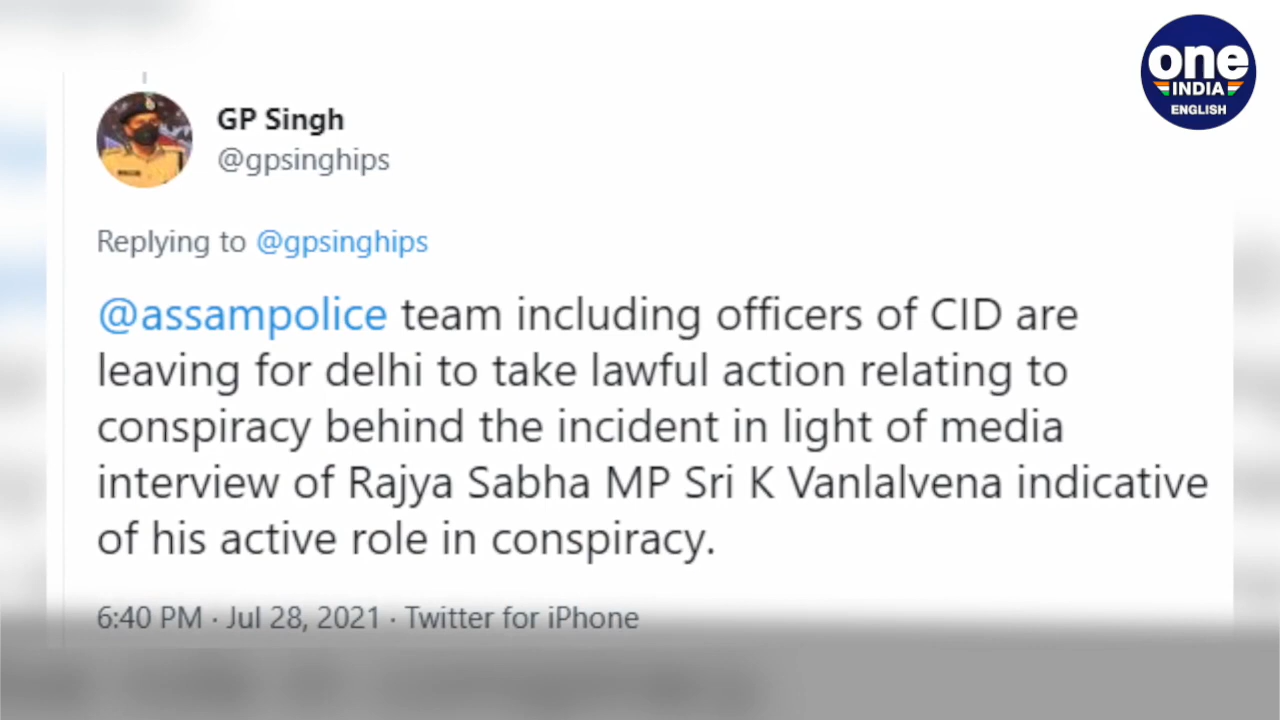 one
INDIA
ENGLISH
GP Singh
@gpsinghips
Replying to @gpsinghips
@assampolice team including officers of CID are
leaving for delhi to take lawful action relating to
conspiracy behind the incident in light of media
interview of Rajya Sabha MP Sri K Vanlalvena indicative
of his active role in conspiracy.
6:40 PM · Jul 28, 2021 · Twitter for iPhone